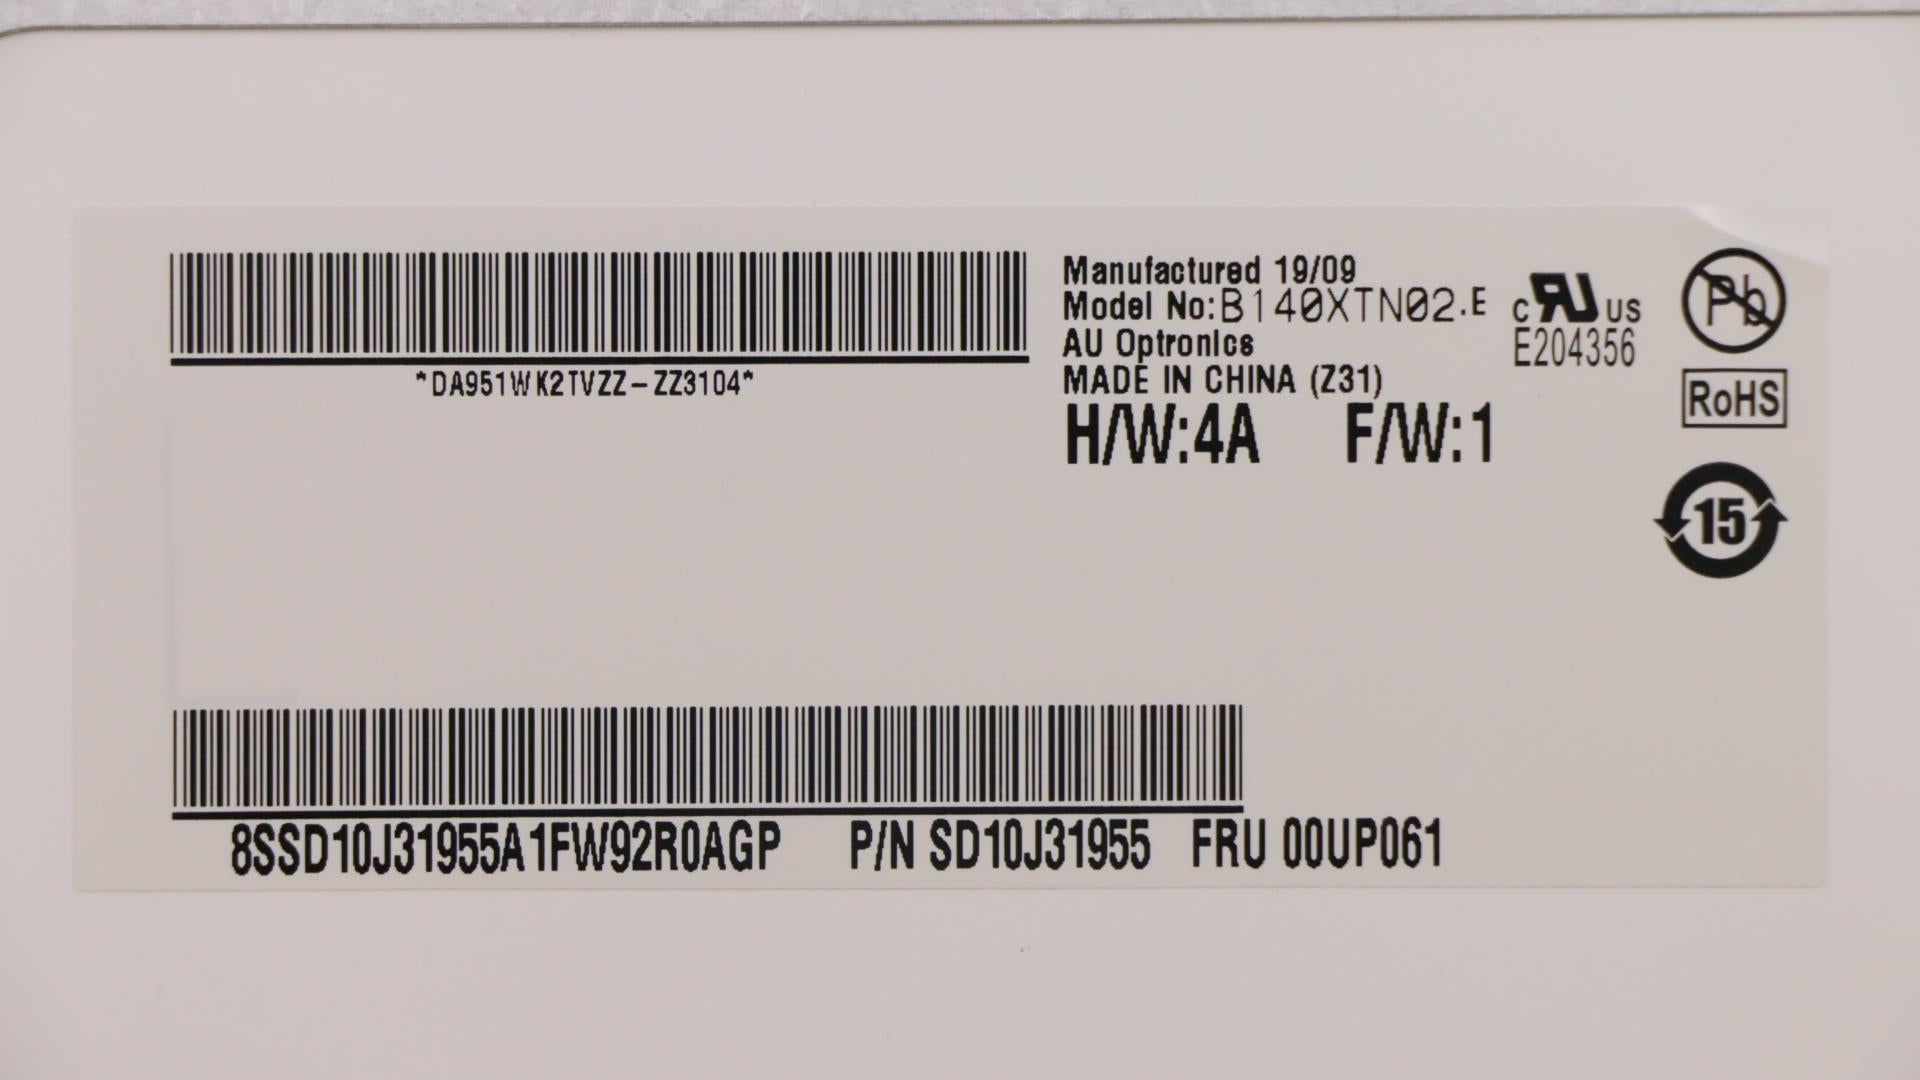 *DA951WK2TVZZ-ZZ3104*
Manufactured 19/09
Model No:B140XTN02.E
AU Optronics
MADE IN CHINA (Z31)
H/W:4A F/W:1
c RU US
E204356
Pb
RoHS
15
8SSD10J31955A1FW92R0AGP P/N SD10J31955 FRU 00UP061